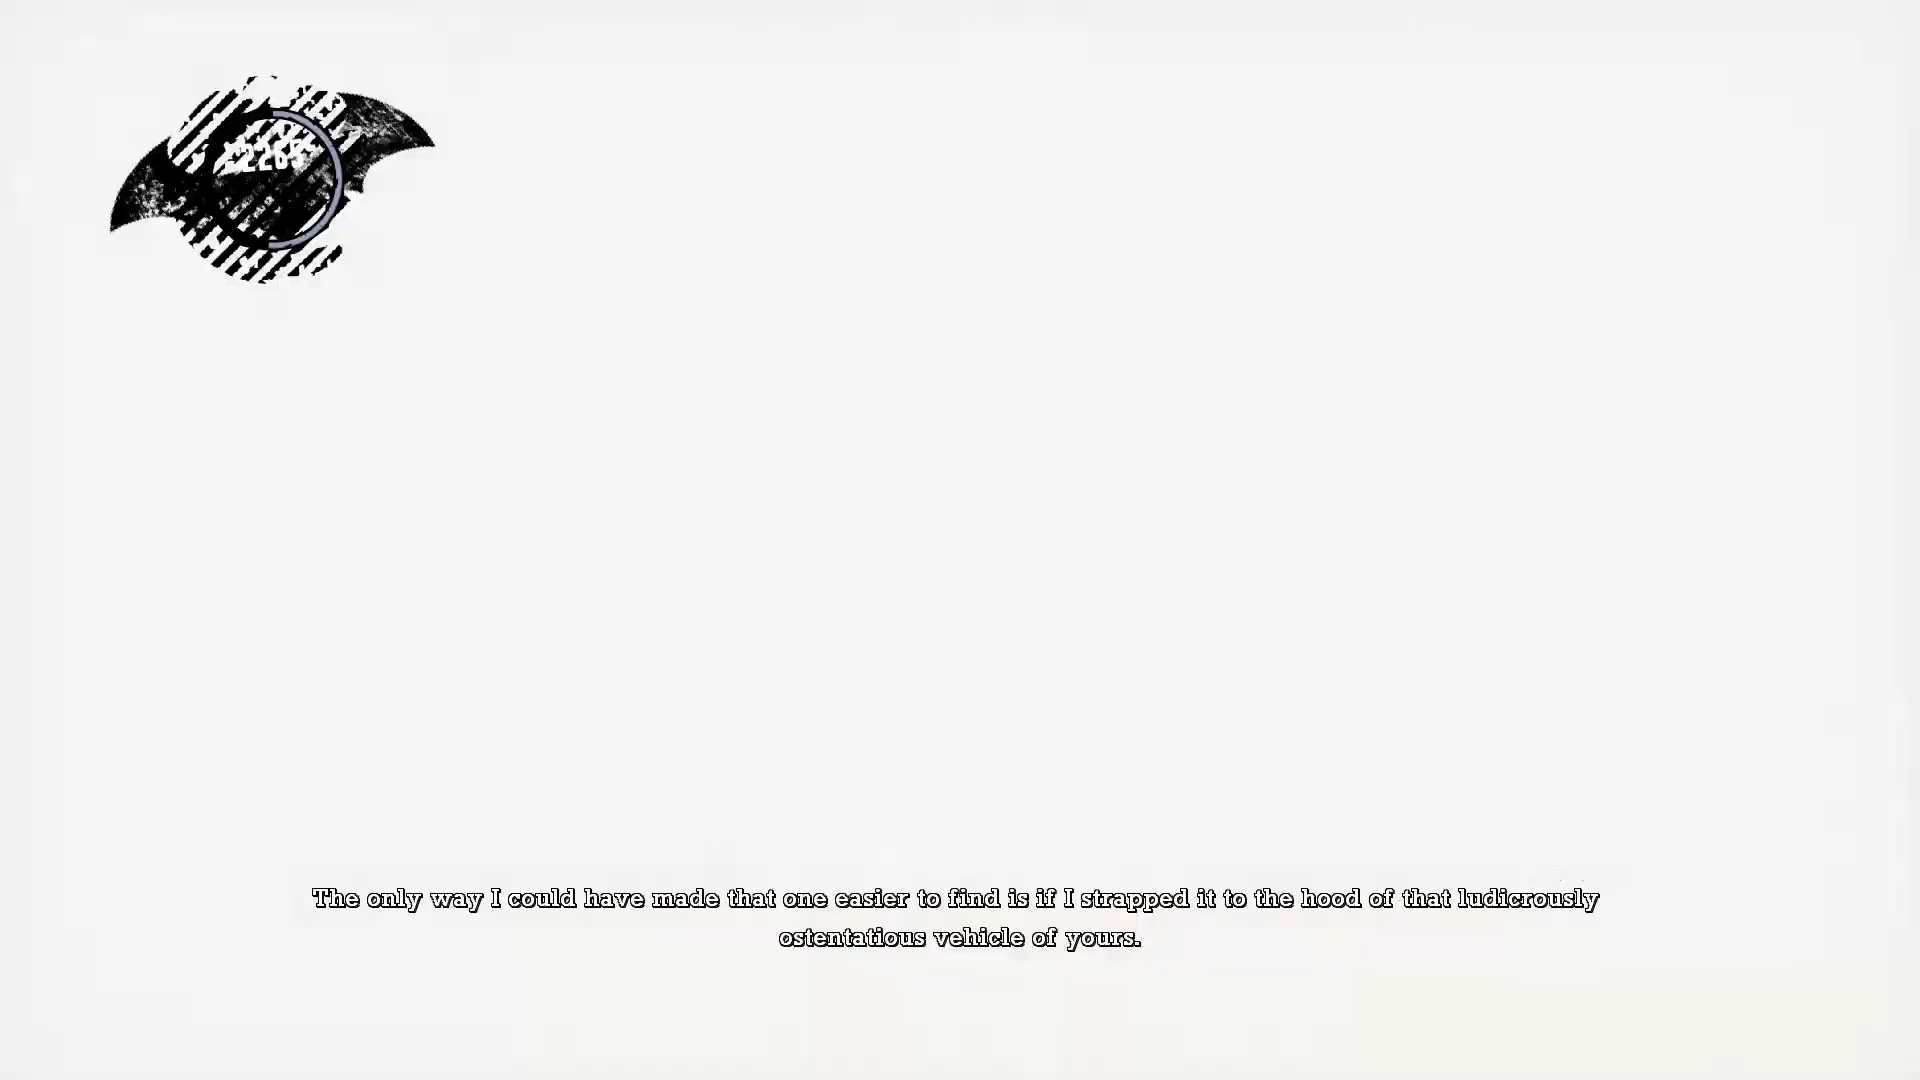 2265
The only way I could have made that one easier to find is if I strapped it to the hood of that ludicrously
ostentatious vehicle of yours.